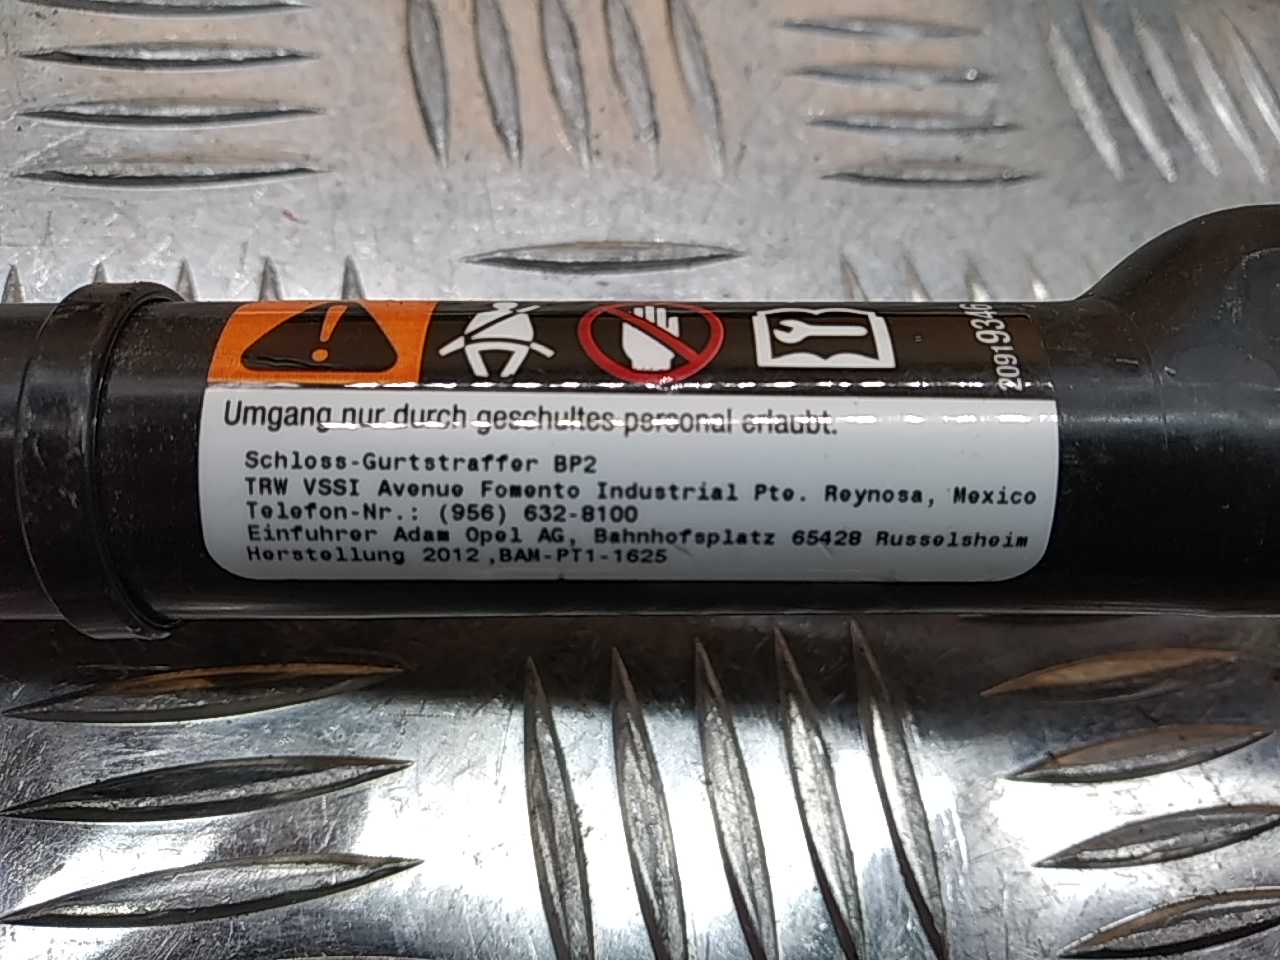 20919346
Umgang nur durch geschultes personal erlaubt.
Schloss-Gurtstraffer BP2
TRW VSSI Avenue Fomento Industrial Pte. Reynosa, Mexico
Telefon-Nr.: (956) 632-8100
Einfuhrer Adam Opel AG, Bahnhofsplatz 65428 Russelsheim
Herstellung 2012,BAM-PT1-1625